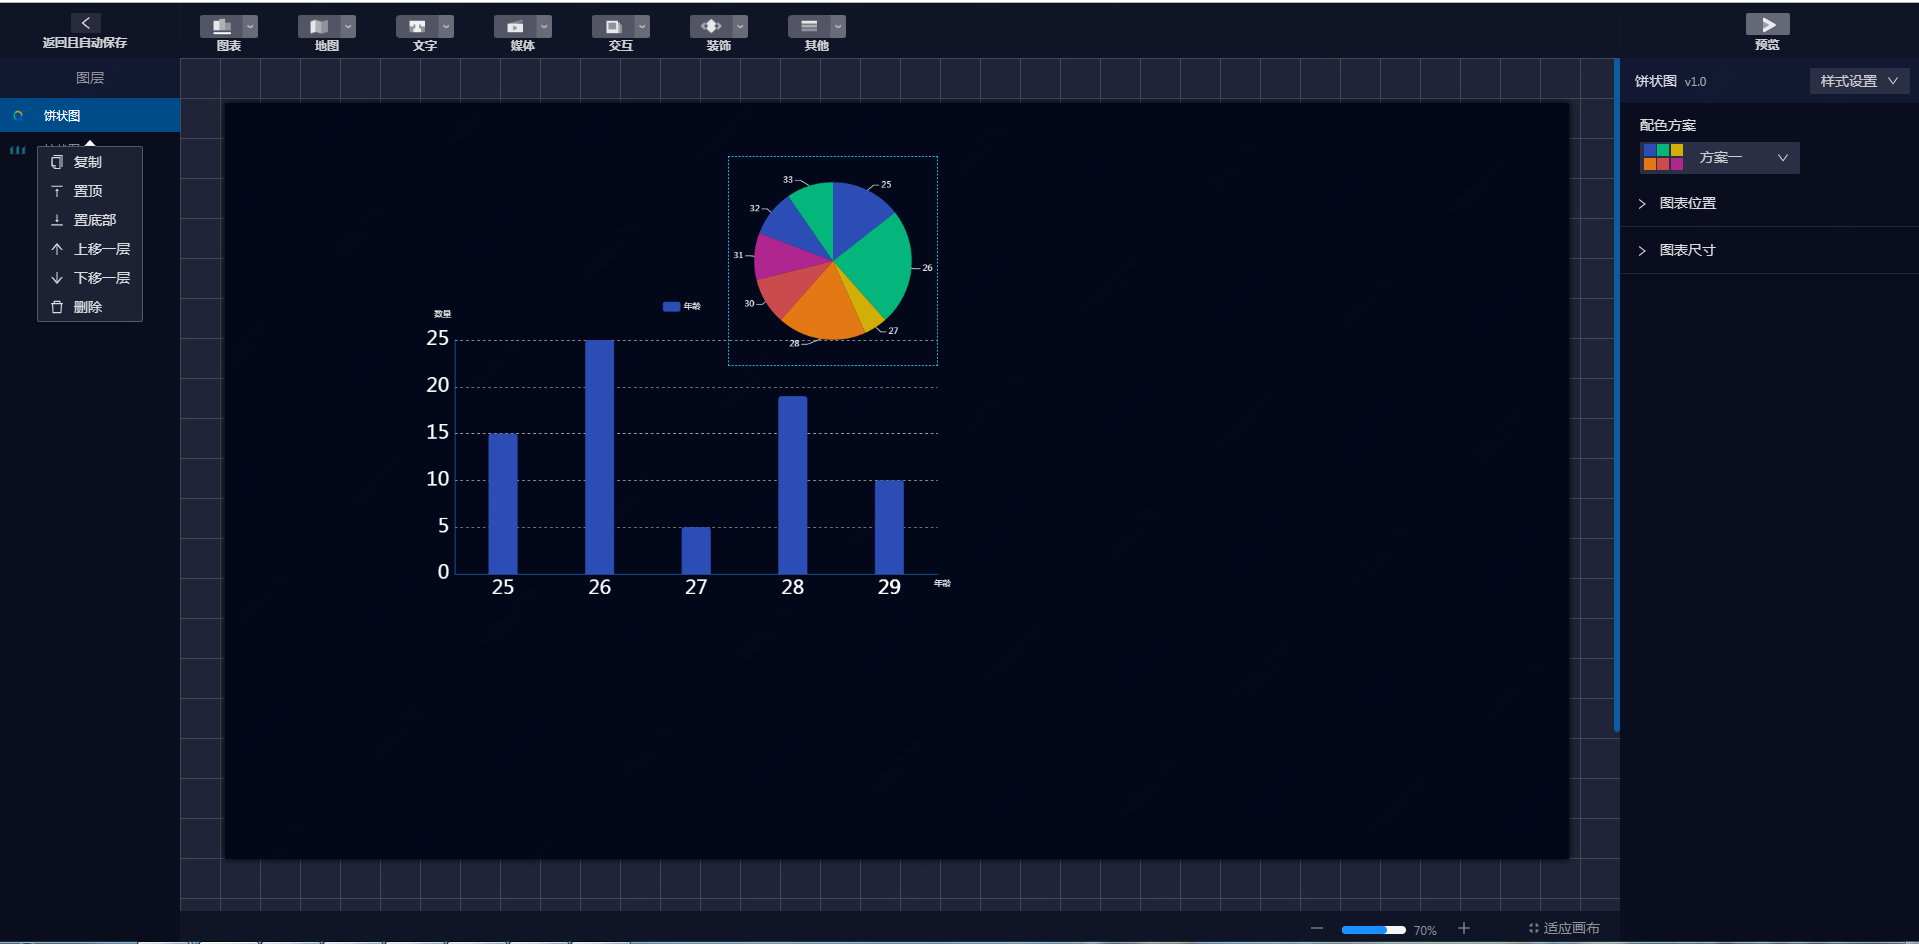 返回且自动保存
图表
地图
文字
媒体
交互
装饰
其他
预览
图层
饼状图
复制
置顶
置底部
上移一层
下移一层
删除
33
25
32
31
26
30
27
28
年龄
数量
25
20
15
10
5
0
25
26
27
28
29
年龄
饼状图 v1.0
样式设置
配色方案
方案一
图表位置
图表尺寸
70%
适应画布